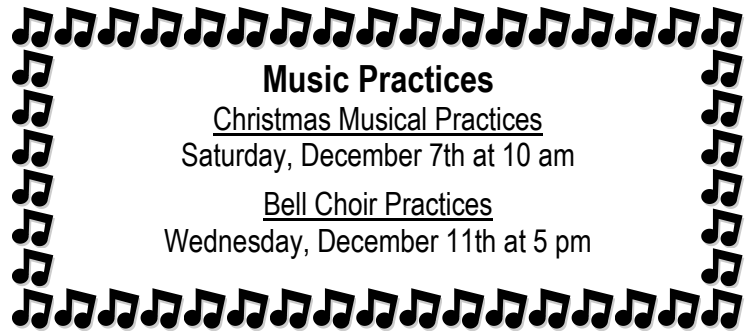 Music Practices
Christmas Musical Practices
Saturday, December 7th at 10 am
Bell Choir Practices
Wednesday, December 11th at 5 pm